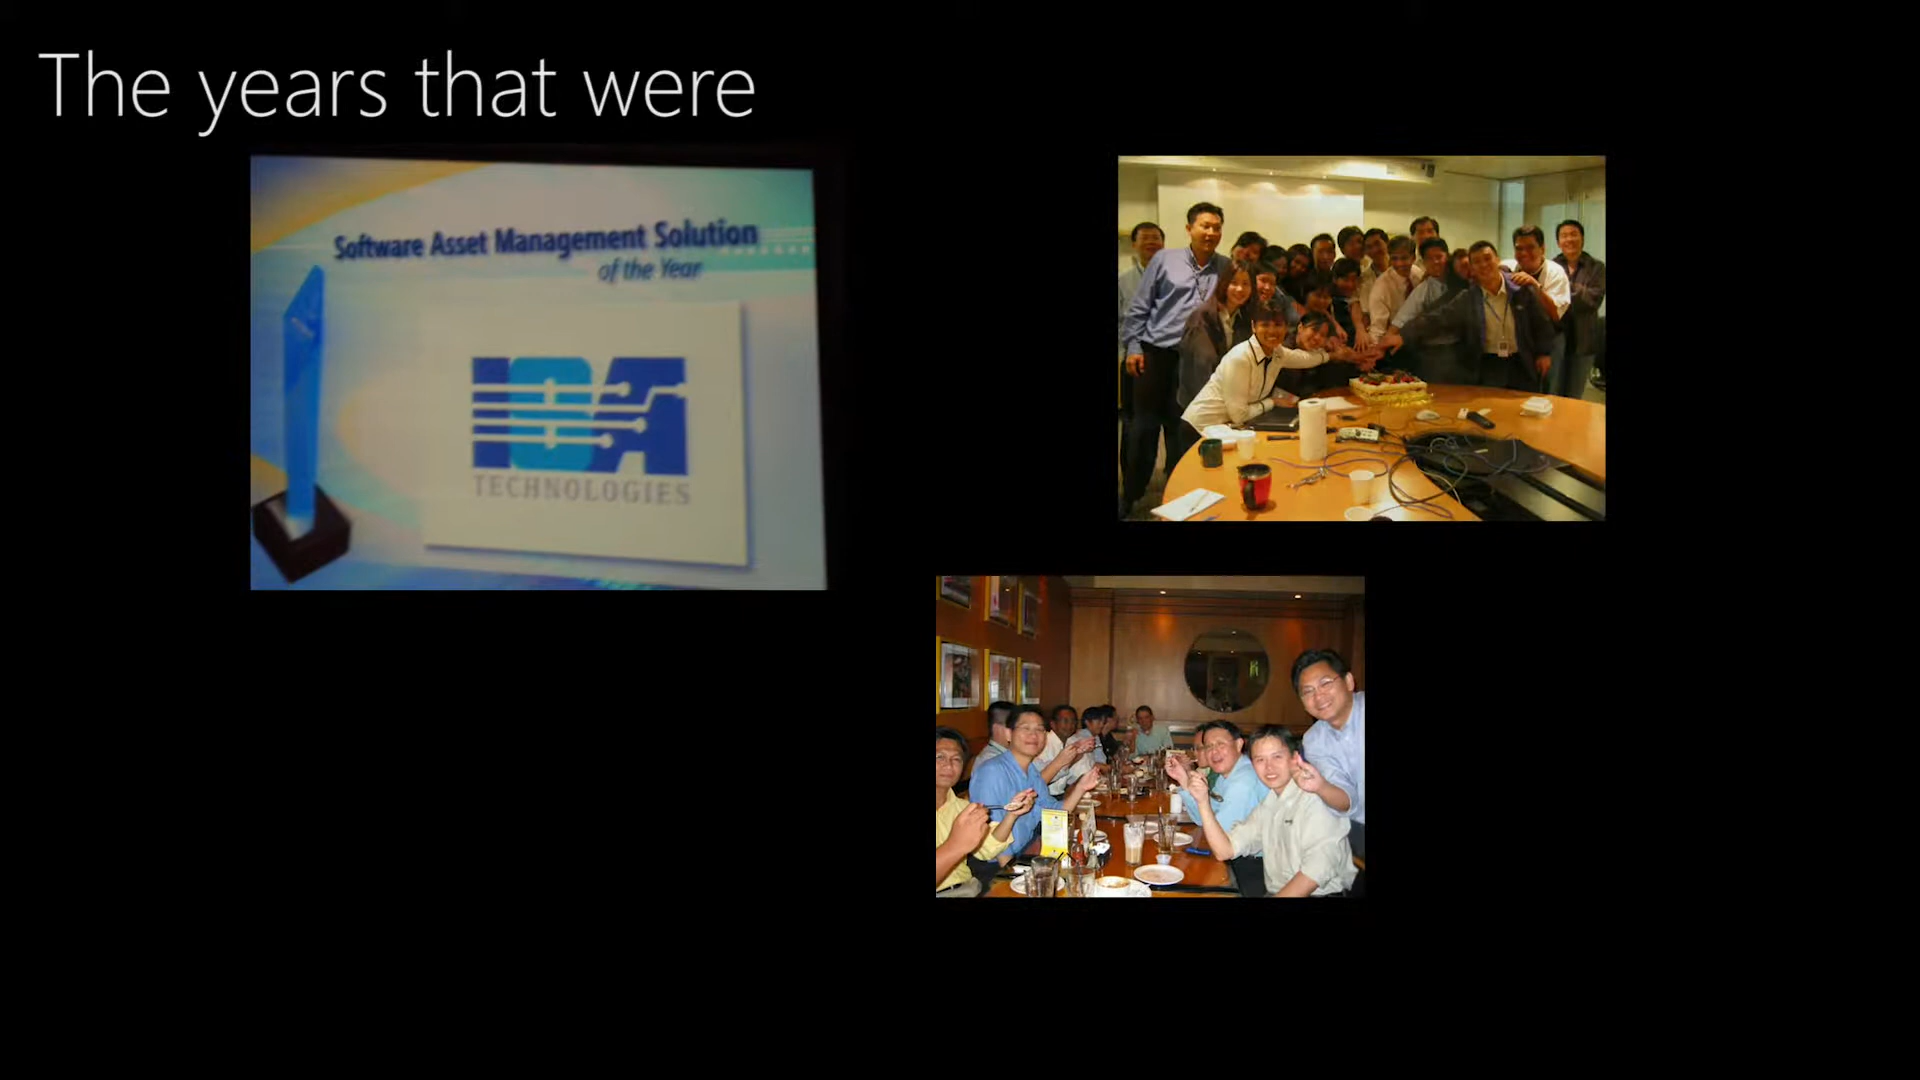 The years that were
Software Asset Management Solution
of the Year
TECHNOLOGIES